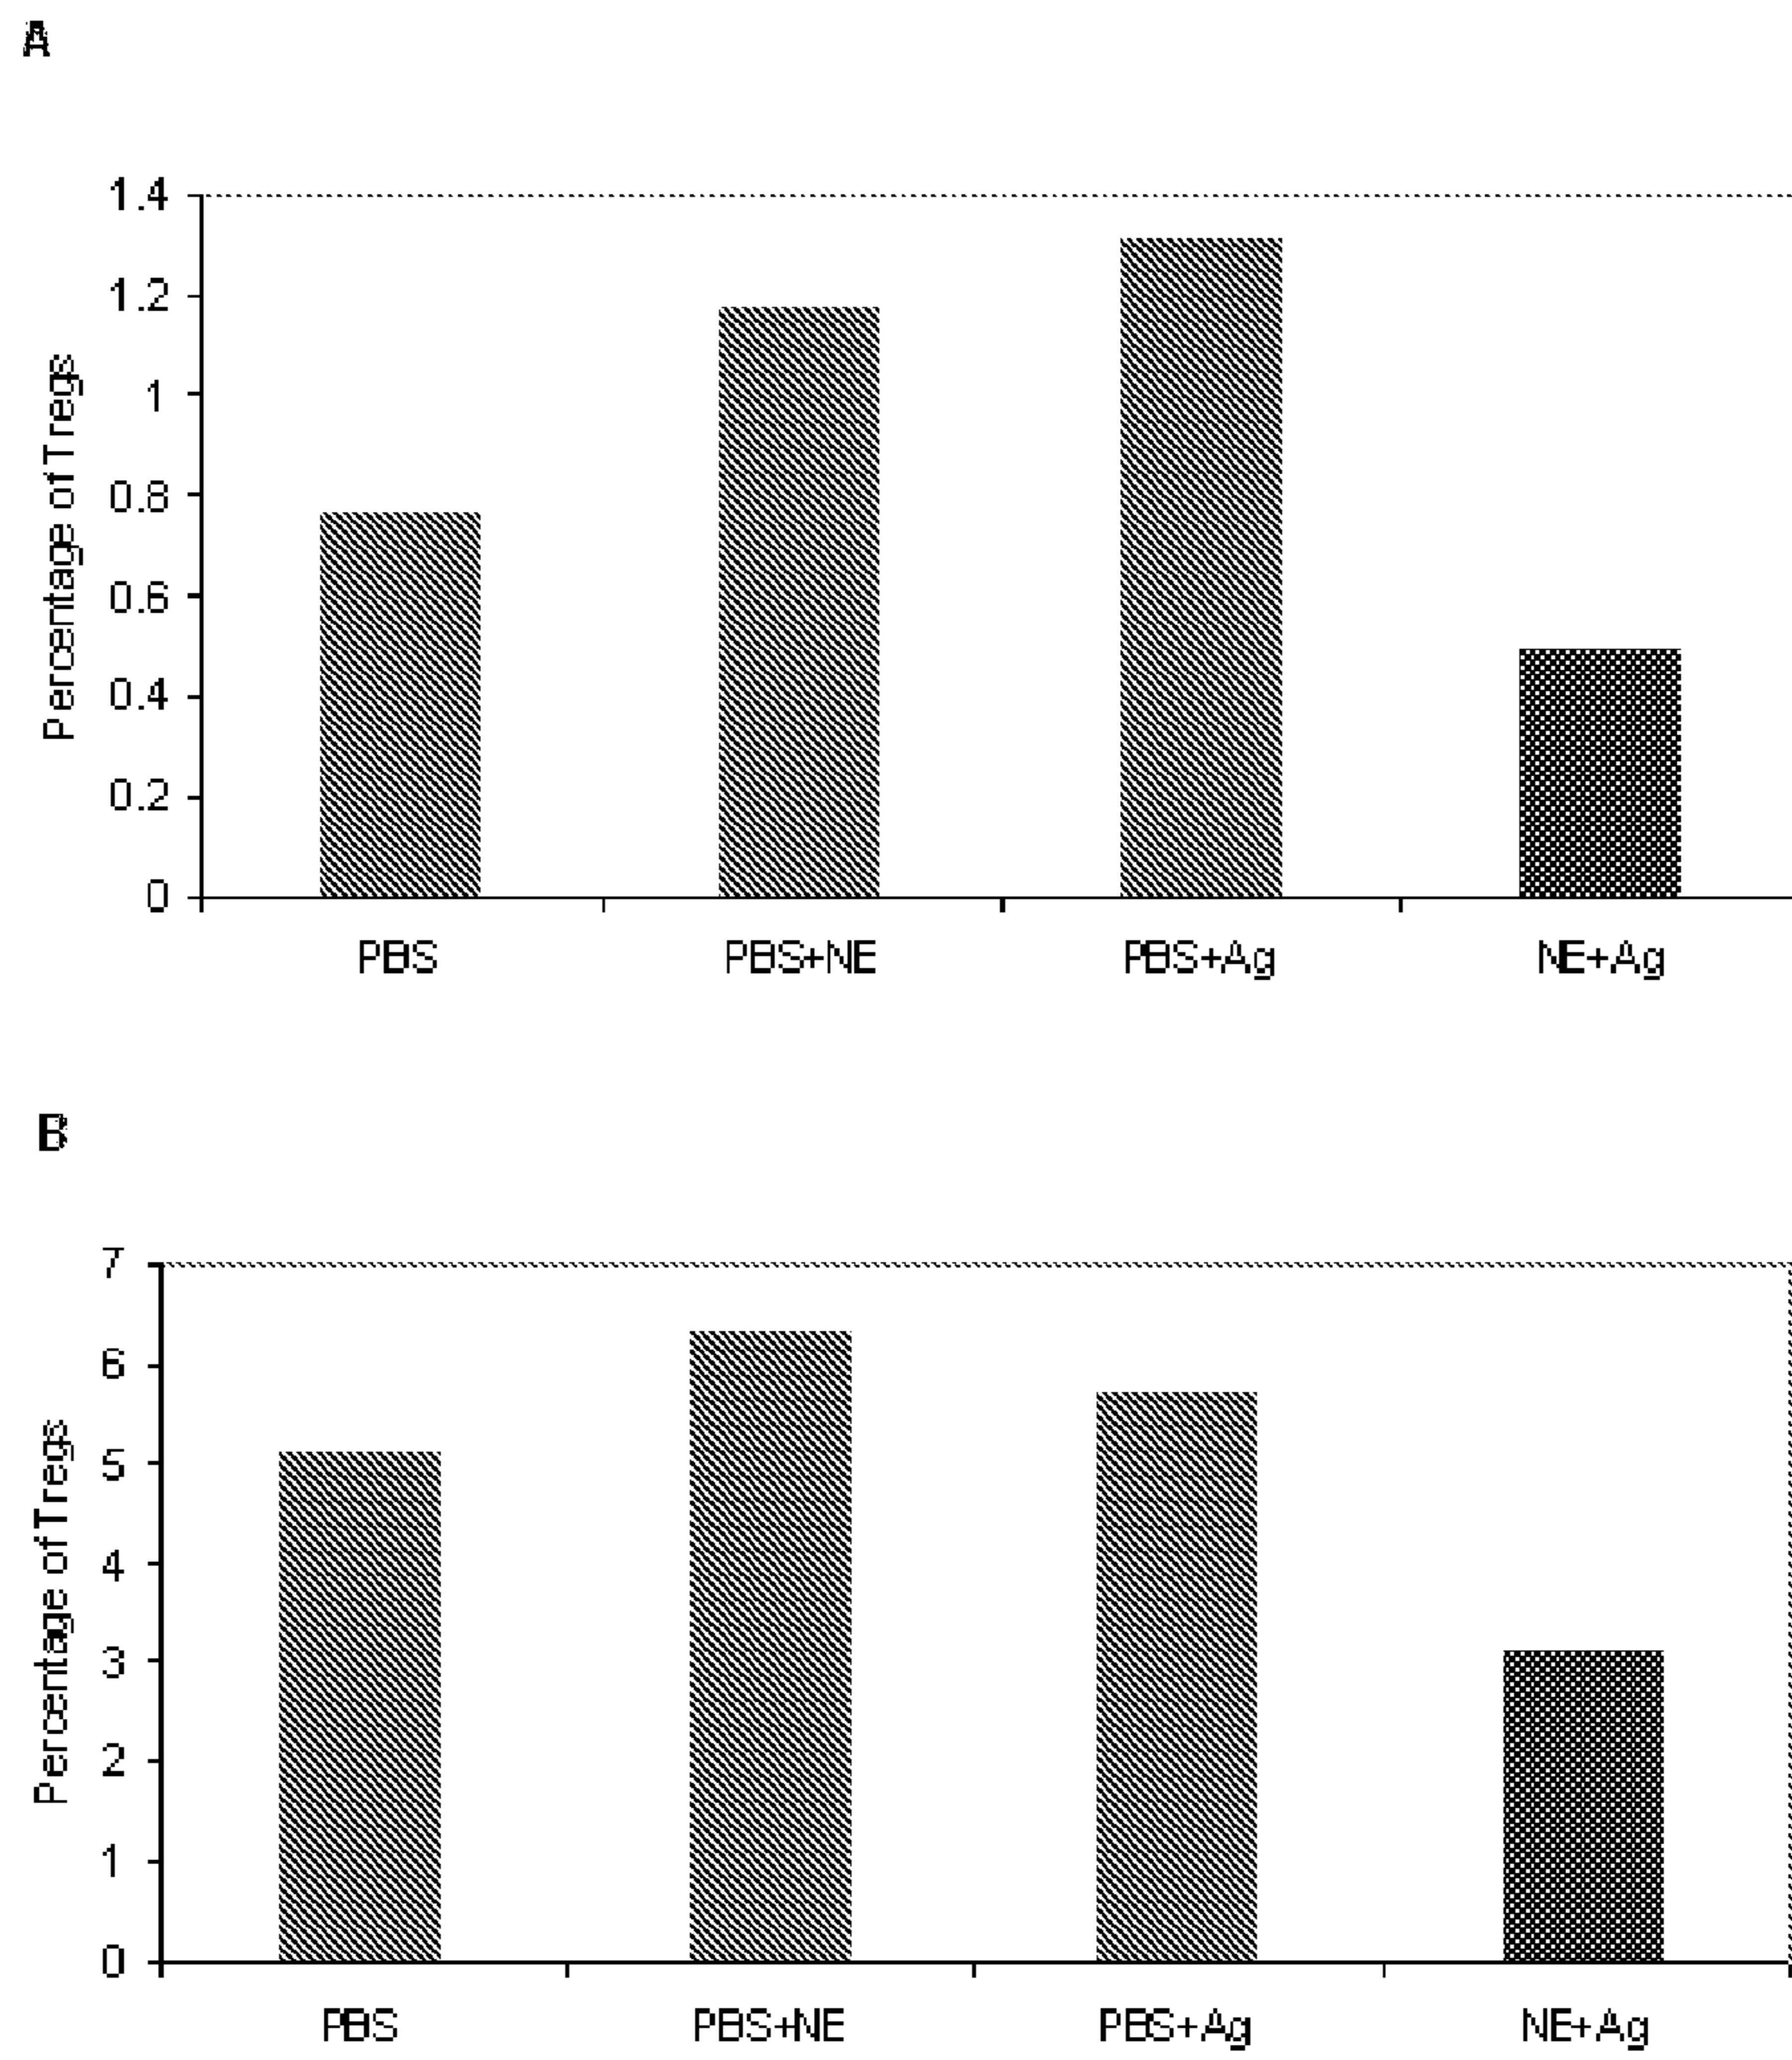 A
1.4
1.2
1
0.8
0.6
0.4
0.2
0
Percentage of Tregs
PBS
PBS+NE
PBS+Ag
NE+Ag
B
7
6
5
4
3
2
1
0
Percentage of Tregs
PBS
PBS+NE
PBS+Ag
NE+Ag